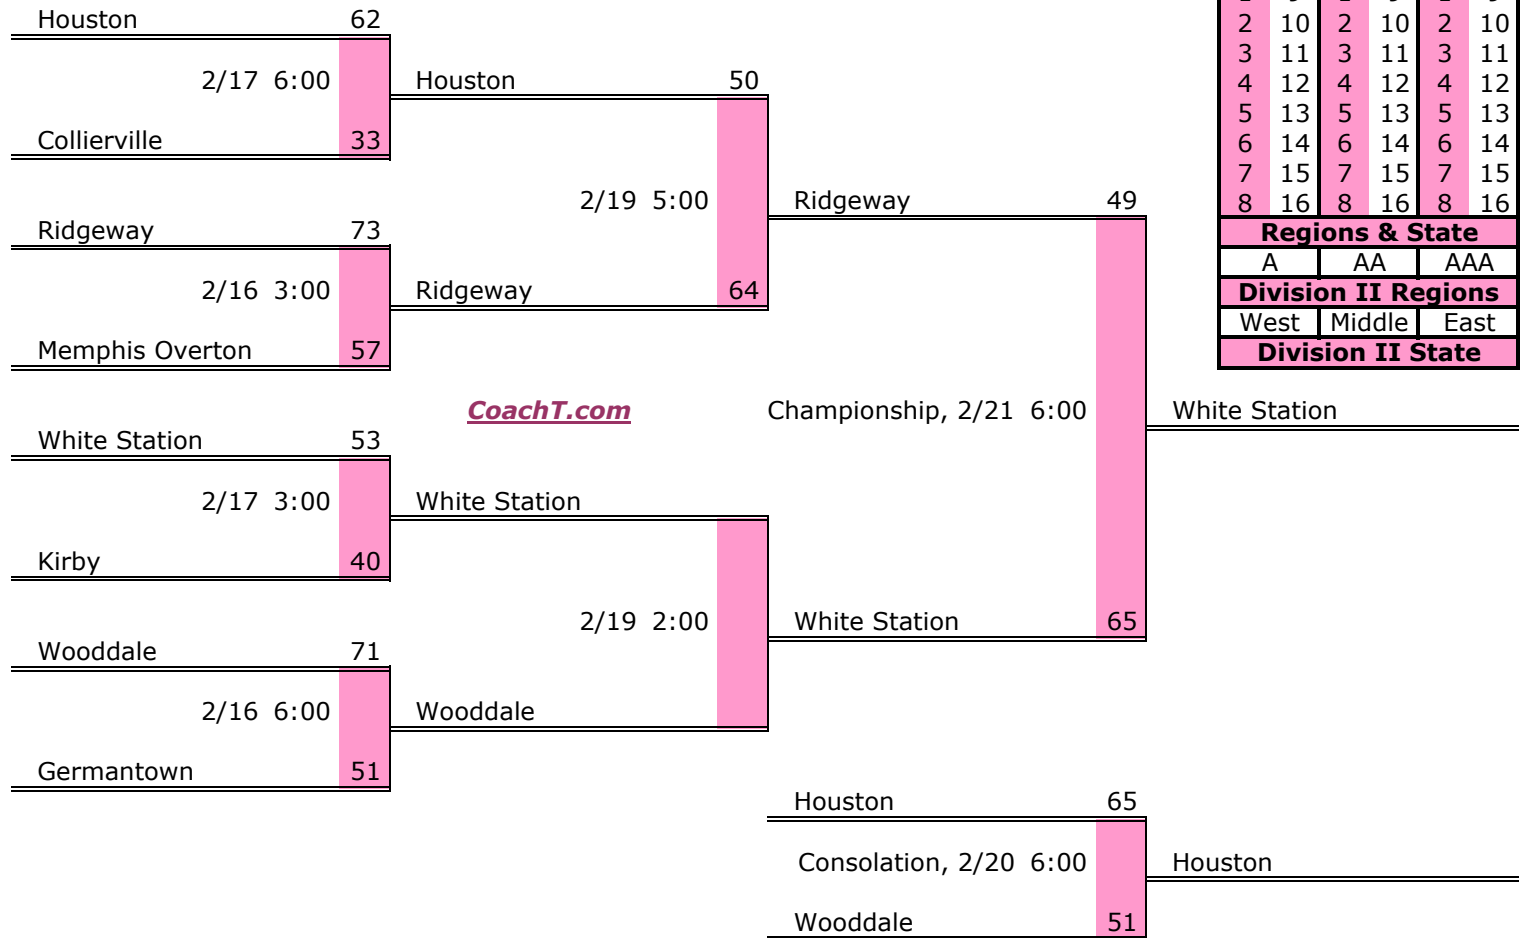 1 9 1 9 1 9
Houston 62
2 10 2 10 2 10
3 11 3 11 3 11
2/17 6:00 Houston 50
4 12 4 12 4 12
5 13 5 13 5 13
Collierville 33
6 14 6 14 6 14
7 15 7 15 7 15
2/19 5:00 Ridgeway 49
8 16 8 16 8 16
Ridgeway 73
Regions & State
A AA AAA
2/16 3:00 Ridgeway 64
Division II Regions
West Middle East
Memphis Overton 57
Division II State
CoachT.com Championship, 2/21 6:00 White Station
White Station 53
2/17 3:00 White Station
Kirby 40
2/19 2:00 White Station 65
Wooddale 71
2/16 6:00 Wooddale
Germantown 51
Houston 65
Consolation, 2/20 6:00 Houston
Wooddale 51